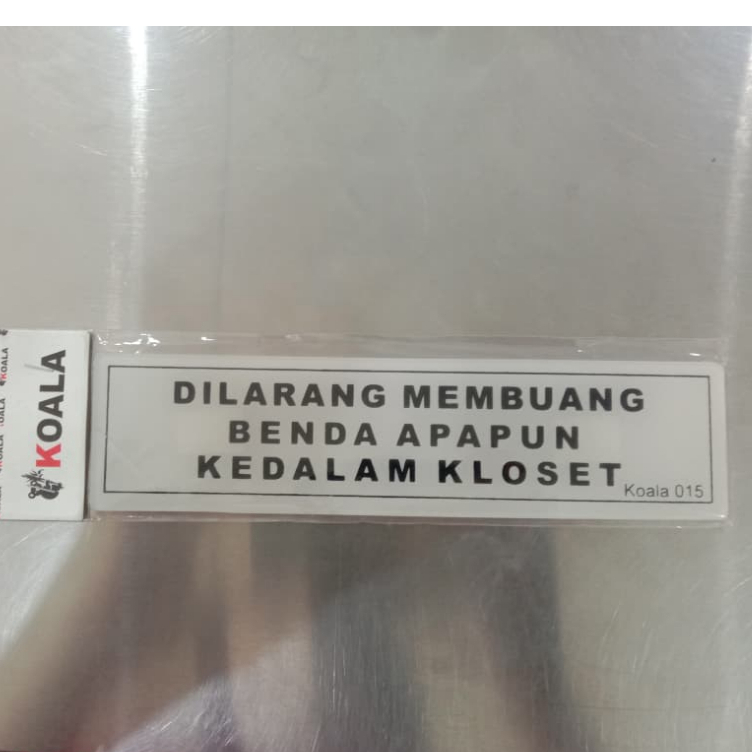 KOALA
DILARANG MEMBUANG
BENDA APAPUN
KEDALAM KLOSET
Koala 015